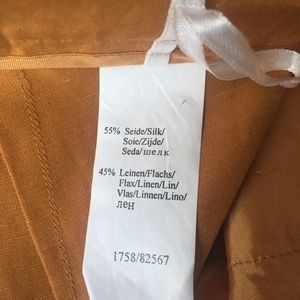 55% Seide/Silk/
Soie/Zijde/
Seda/шелк
45% Leinen/Flachs/
Flax/Linen/Lin/
Vlas/Linnen/Lino/
лен
1758/82567